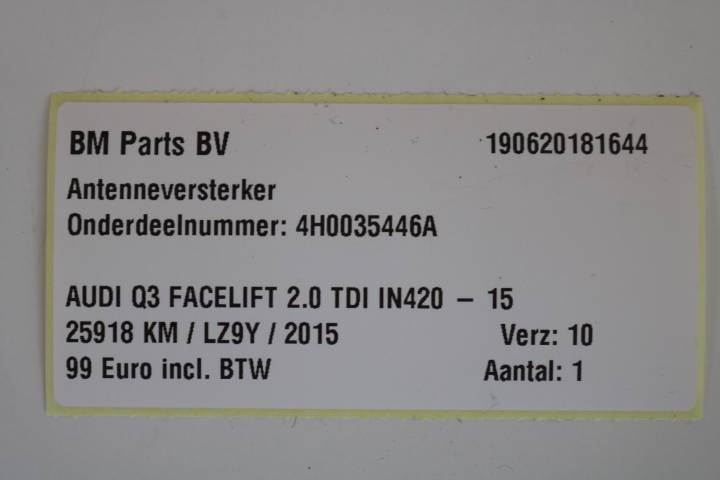 BM Parts BV 190620181644
Antenneversterker
Onderdeelnummer: 4H0035446A
AUDI Q3 FACELIFT 2.0 TDI IN420 – 15
25918 KM / LZ9Y / 2015 Verz: 10
99 Euro incl. BTW Aantal: 1